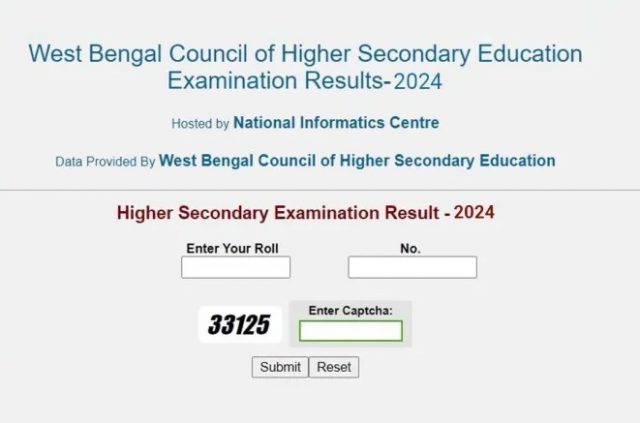 West Bengal Council of Higher Secondary Education
Examination Results-2024
Hosted by National Informatics Centre
Data Provided By West Bengal Council of Higher Secondary Education
Higher Secondary Examination Result - 2024
Enter Your Roll No.
33125 Enter Captcha:
Submit Reset